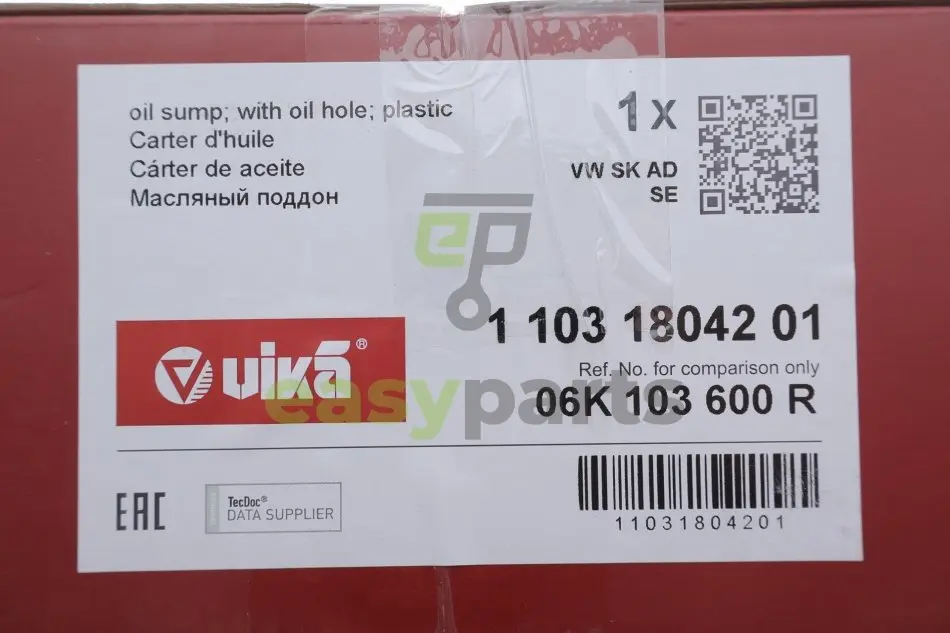 oil sump; with oil hole; plastic
Carter d'huile
Cárter de aceite
Масляный поддон
1 x
VW SK AD
SE
ep
1 103 18042 01
Ref. No. for comparison only
06K 103 600 R
vika®
easyparts
EAC
TecDoc®
DATA SUPPLIER
11031804201